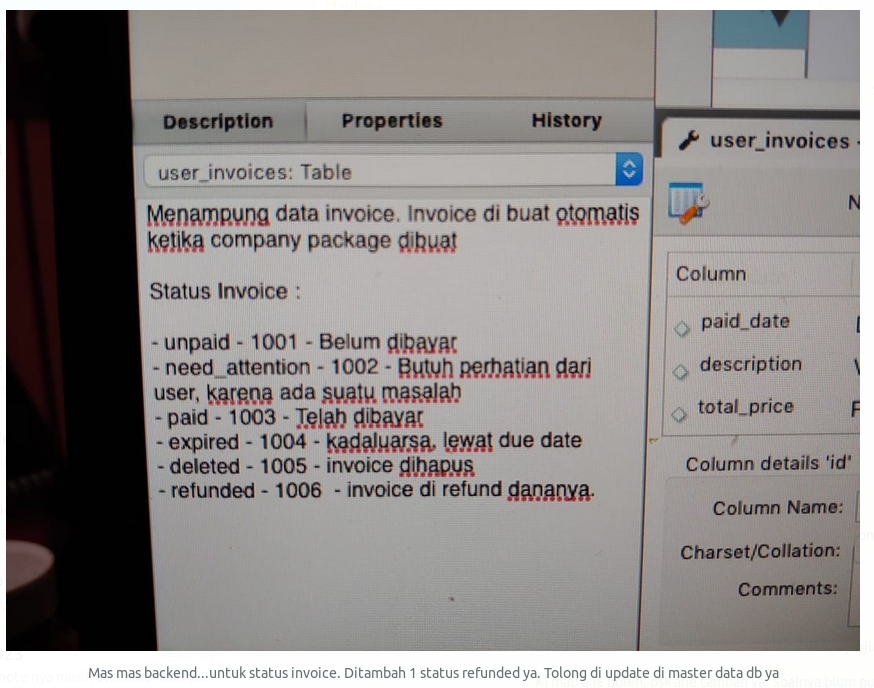 Description Properties History
user_invoices: Table
Menampung data invoice. Invoice di buat otomatis
ketika company package dibuat
Status Invoice :
- unpaid - 1001 - Belum dibayar
- need_attention - 1002 - Butuh perhatian dari
user, karena ada suatu masalah
- paid - 1003 - Telah dibayar
- expired - 1004 - kadaluarsa, lewat due date
- deleted - 1005 - invoice dihapus
- refunded - 1006 - invoice di refund dananya.
user_invoices -
N
Column
paid_date
description
total_price
Column details 'id'
Column Name:
Charset/Collation:
Comments:
Mas mas backend...untuk status invoice. Ditambah 1 status refunded ya. Tolong di update di master data db ya